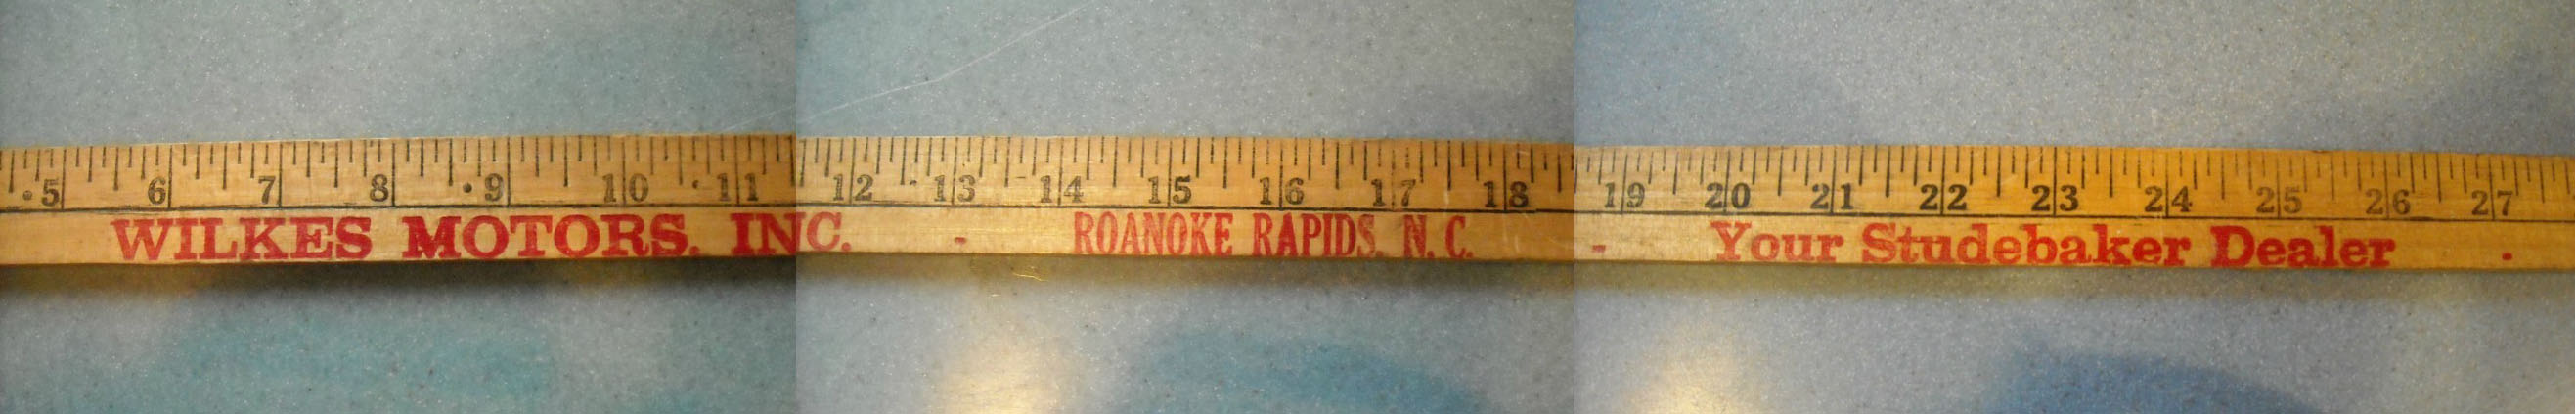 5 6 7 8 9 10 11 12 13 14 15 16 17 18 19 20 21 22 23 24 25 26 27
WILKES MOTORS, INC. - ROANOKE RAPIDS, N. C. - Your Studebaker Dealer -